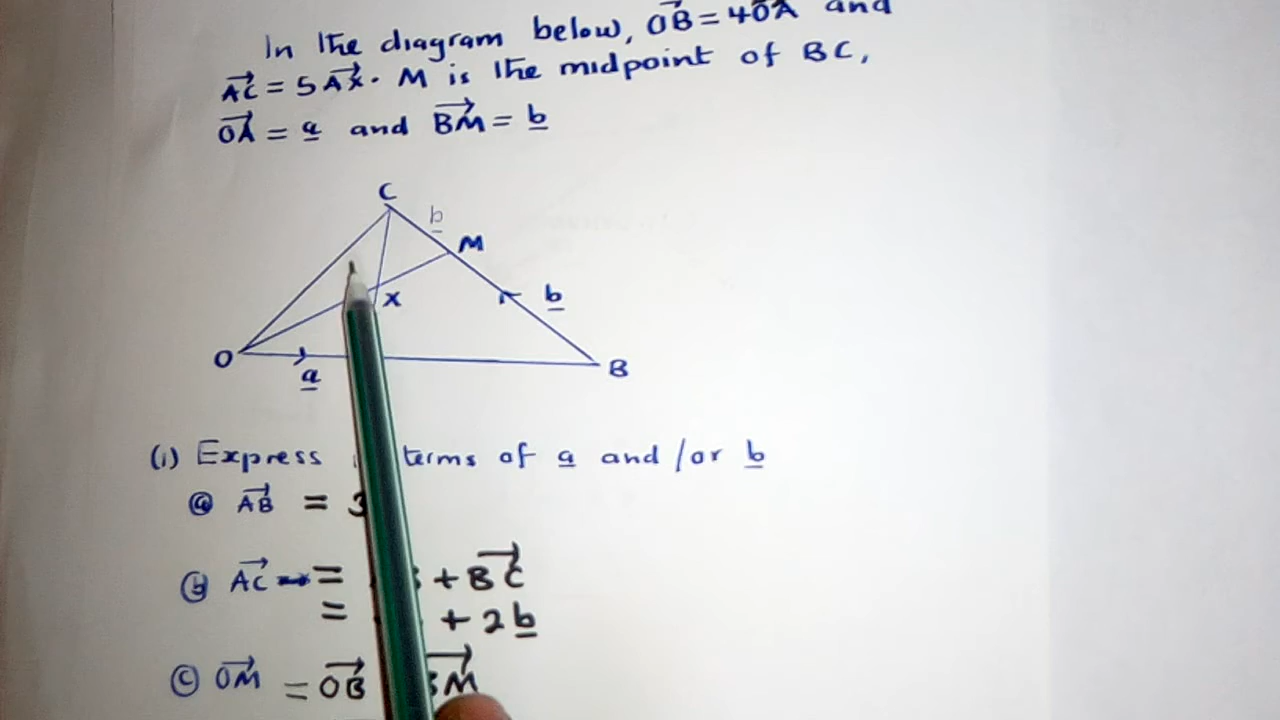 In the diagram below, OB = 4OA and
AC = 5AX. M is the midpoint of BC,
OA = a and BM = b
C
b
M
b
X
O
a
B
(i) Express terms of a and/or b
(a) AB = 3
(b) AC = + BC
= + 2b
(c) OM = OB BM